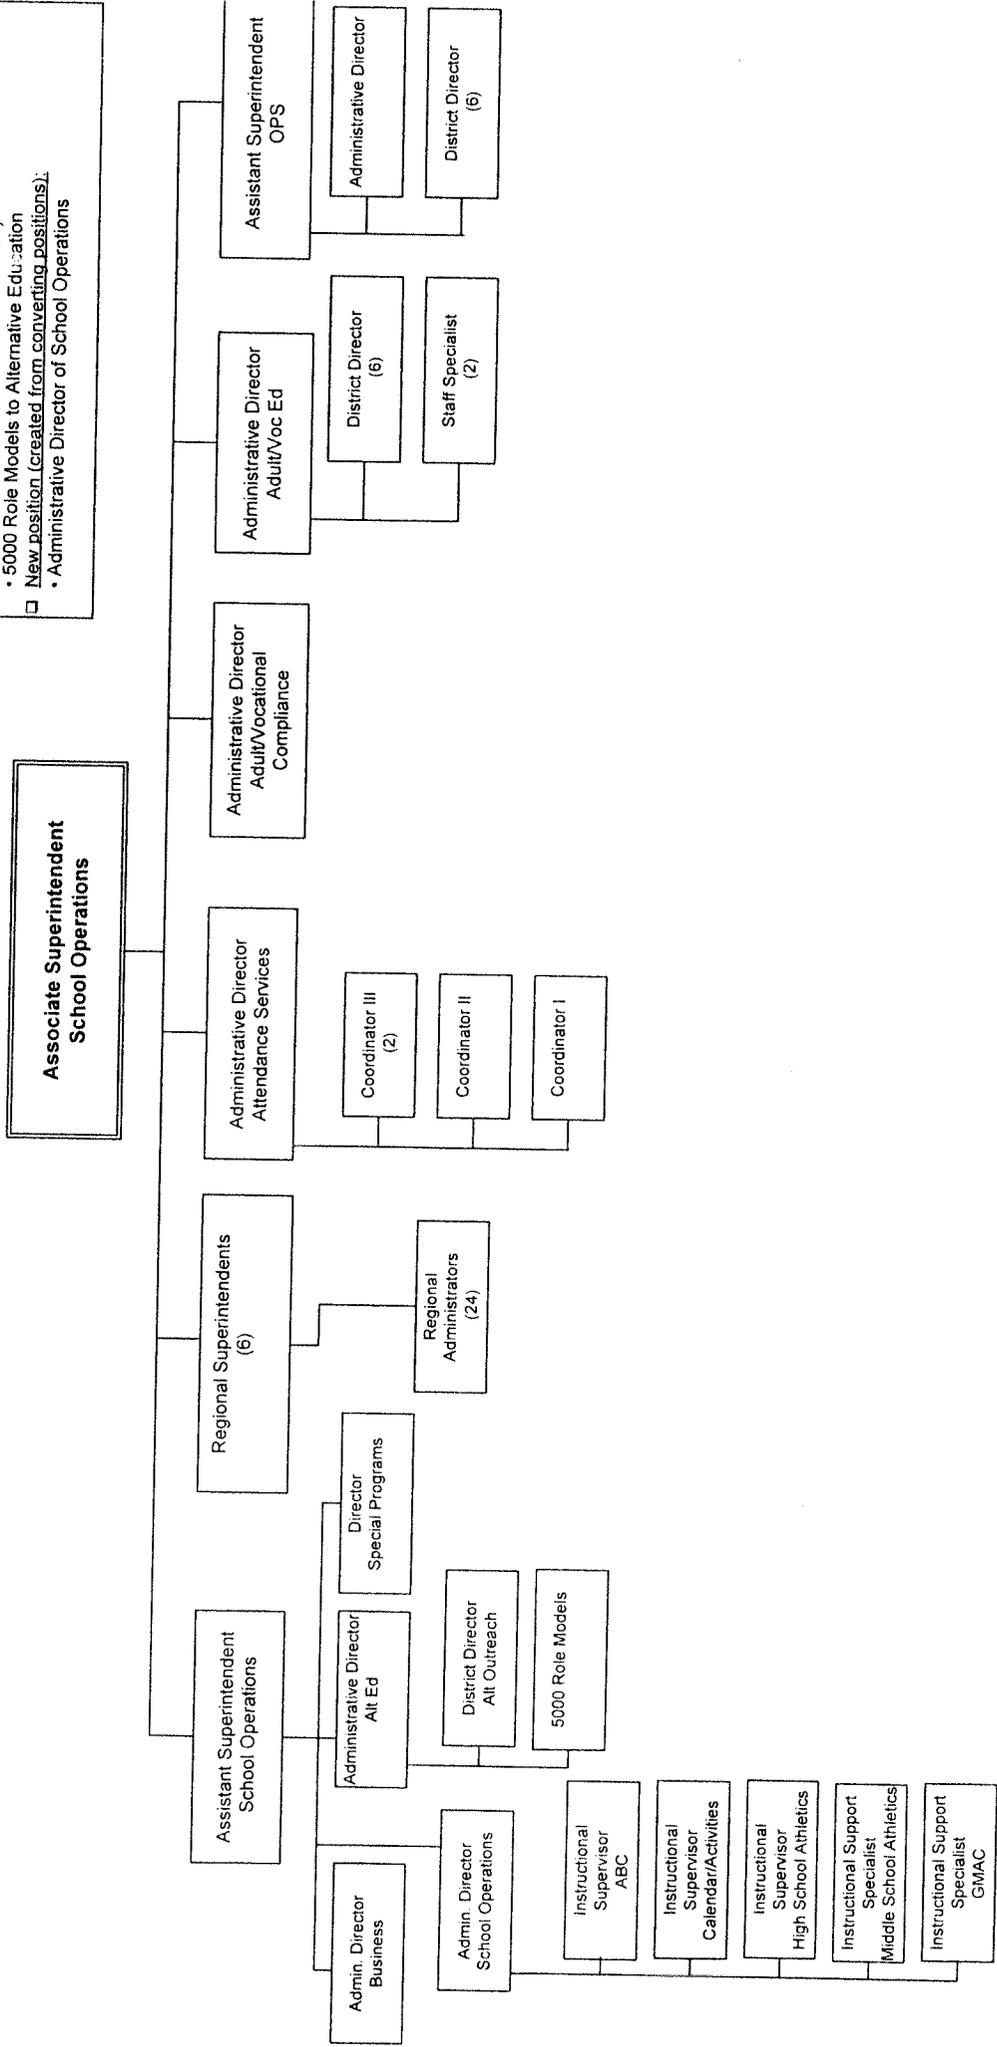 • 5000 Role Models to Alternative Education
❑ New position (created from converting positions):
• Administrative Director of School Operations
Associate Superintendent
School Operations
Assistant Superintendent
School Operations
Regional Superintendents
(6)
Administrative Director
Attendance Services
Administrative Director
Adult/Vocational
Compliance
Administrative Director
Adult/Voc Ed
Assistant Superintendent
OPS
Admin. Director
Business
Admin. Director
School Operations
Administrative Director
Alt Ed
Director
Special Programs
Instructional
Supervisor
ABC
Instructional
Supervisor
Calendar/Activities
Instructional
Supervisor
High School Athletics
Instructional Support
Specialist
Middle School Athletics
Instructional Support
Specialist
GMAC
District Director
Alt Outreach
5000 Role Models
Regional
Administrators
(24)
Coordinator III
(2)
Coordinator II
Coordinator I
District Director
(6)
Staff Specialist
(2)
Administrative Director
District Director
(6)